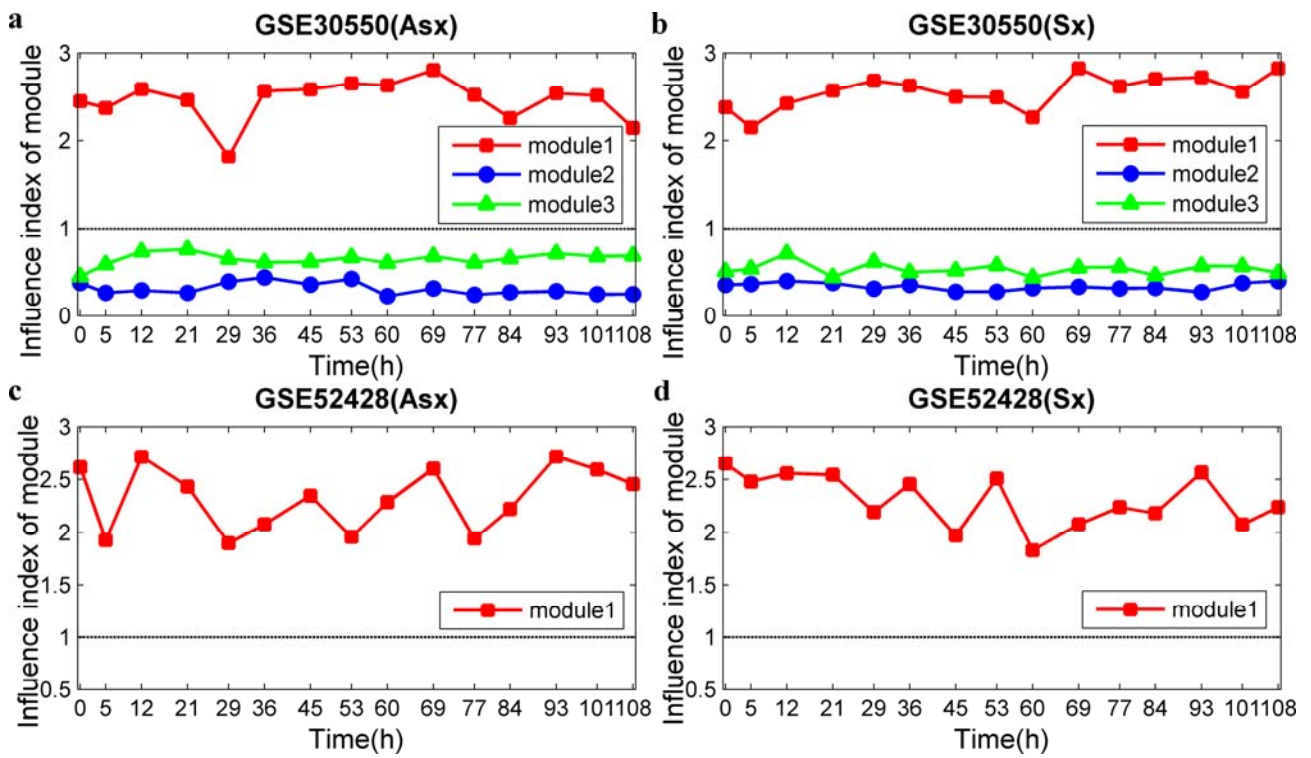 a
GSE30550(Asx)
Influence index of module
3
2
1
0
module1
module2
module3
0 5 12 21 29 36 45 53 60 69 77 84 93 101108
Time(h)
b
GSE30550(Sx)
Influence index of module
3
2
1
0
module1
module2
module3
0 5 12 21 29 36 45 53 60 69 77 84 93 101108
Time(h)
c
GSE52428(Asx)
Influence index of module
3
2.5
2
1.5
1
0.5
module1
0 5 12 21 29 36 45 53 60 69 77 84 93 101108
Time(h)
d
GSE52428(Sx)
Influence index of module
3
2.5
2
1.5
1
0.5
module1
0 5 12 21 29 36 45 53 60 69 77 84 93 101108
Time(h)